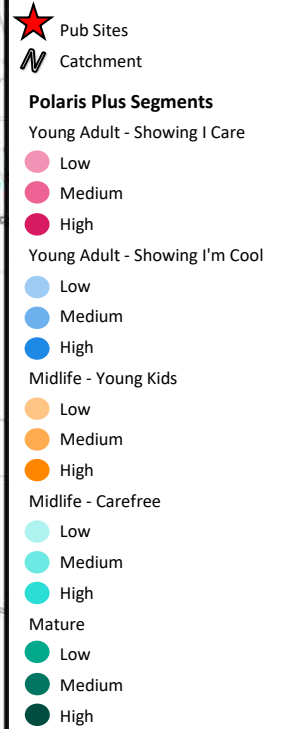 Pub Sites
Catchment
Polaris Plus Segments
Young Adult - Showing I Care
Low
Medium
High
Young Adult - Showing I'm Cool
Low
Medium
High
Midlife - Young Kids
Low
Medium
High
Midlife - Carefree
Low
Medium
High
Mature
Low
Medium
High